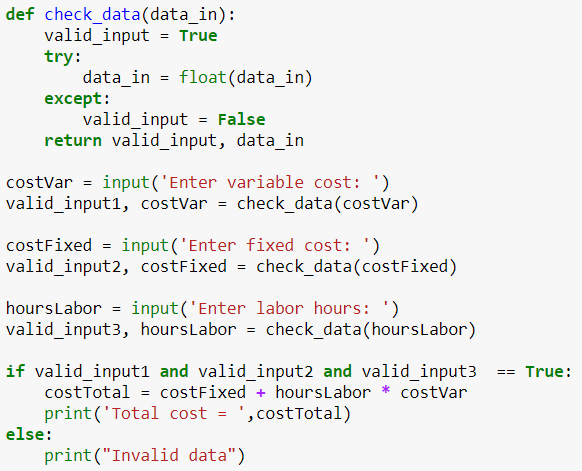 def check_data(data_in):
    valid_input = True
    try:
        data_in = float(data_in)
    except:
        valid_input = False
    return valid_input, data_in

costVar = input('Enter variable cost: ')
valid_input1, costVar = check_data(costVar)

costFixed = input('Enter fixed cost: ')
valid_input2, costFixed = check_data(costFixed)

hoursLabor = input('Enter labor hours: ')
valid_input3, hoursLabor = check_data(hoursLabor)

if valid_input1 and valid_input2 and valid_input3  == True:
    costTotal = costFixed + hoursLabor * costVar
    print('Total cost = ',costTotal)
else:
    print("Invalid data")